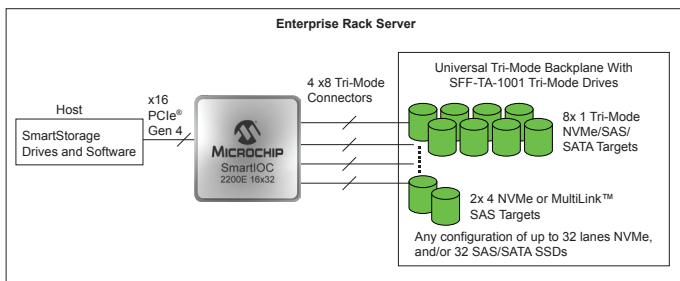 Enterprise Rack Server
Host
SmartStorage
Drives and Software
x16
PCIe®
Gen 4
MICROCHIP
SmartIOC
2200E 16x32
4 x8 Tri-Mode
Connectors
Universal Tri-Mode Backplane With
SFF-TA-1001 Tri-Mode Drives
8x 1 Tri-Mode
NVMe/SAS/
SATA Targets
2x 4 NVMe or MultiLink™
SAS Targets
Any configuration of up to 32 lanes NVMe,
and/or 32 SAS/SATA SSDs